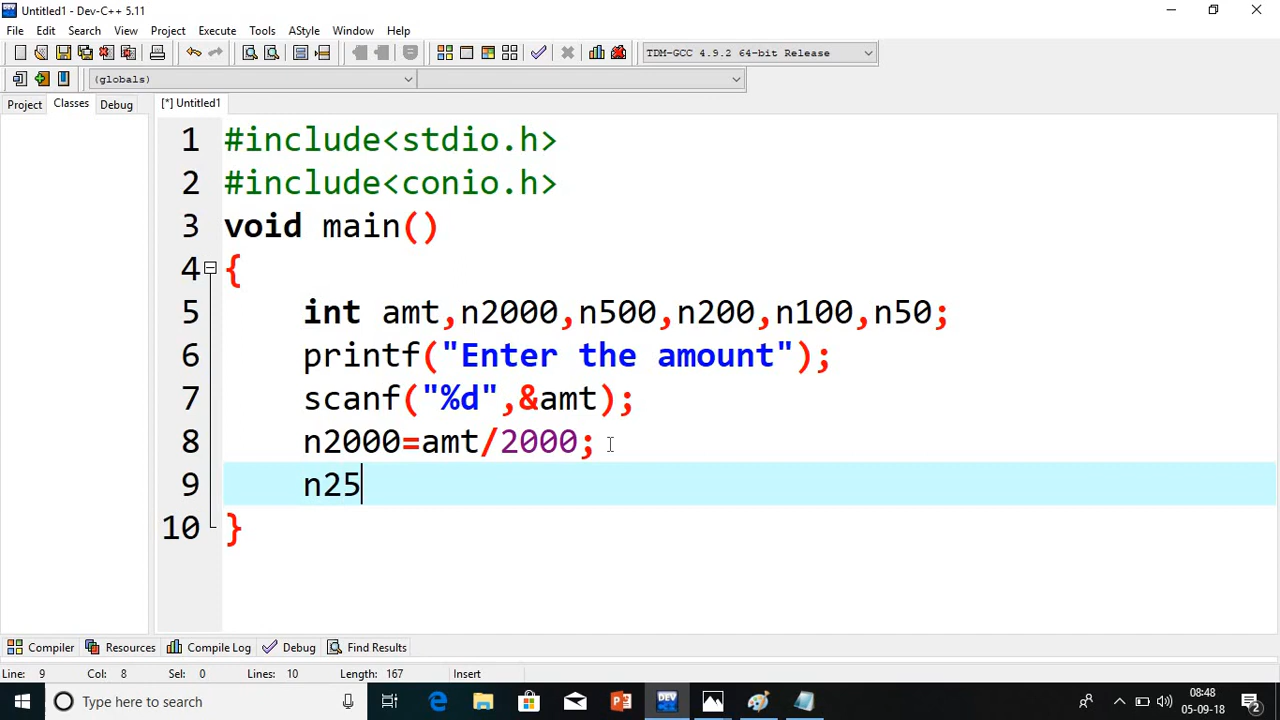 Untitled1 - Dev-C++ 5.11
File Edit Search View Project Execute Tools AStyle Window Help
TDM-GCC 4.9.2 64-bit Release
(globals)
Project Classes Debug [*] Untitled1
1 #include<stdio.h>
2 #include<conio.h>
3 void main()
4 {
5 int amt,n2000,n500,n200,n100,n50;
6 printf("Enter the amount");
7 scanf("%d",&amt);
8 n2000=amt/2000;
9 n25
10 }
Compiler Resources Compile Log Debug Find Results
Line: 9 Col: 8 Sel: 0 Lines: 10 Length: 167 Insert
Type here to search
DEV
08:48
05-09-18
2